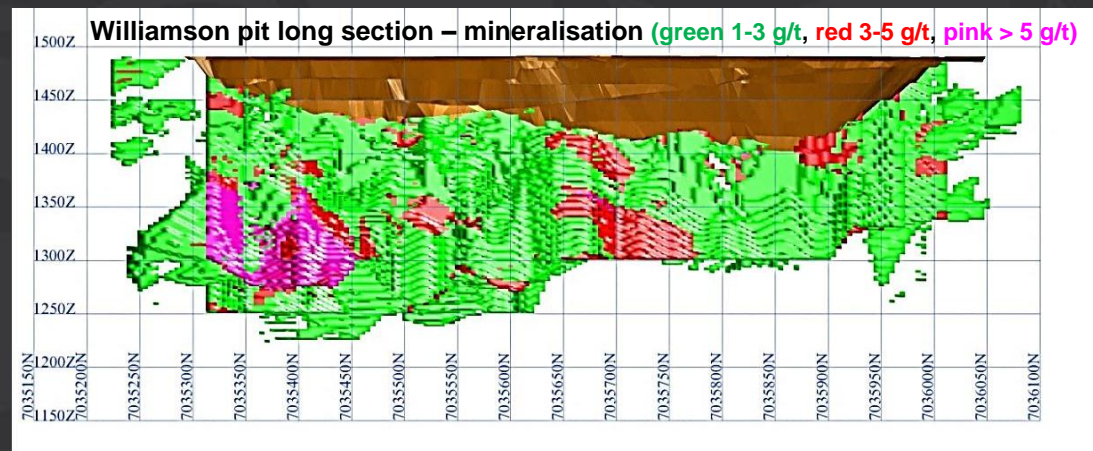 Williamson pit long section – mineralisation (green 1-3 g/t, red 3-5 g/t, pink > 5 g/t)
1500Z
1450Z
1400Z
1350Z
1300Z
1250Z
1200Z
1150Z
7035150N
7035200N
7035250N
7035300N
7035350N
7035400N
7035450N
7035500N
7035550N
7035600N
7035650N
7035700N
7035750N
7035800N
7035850N
7035900N
7035950N
7036000N
7036050N
7036100N